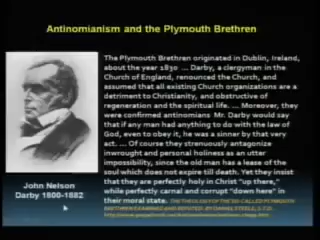 Antinomianism and the Plymouth Brethren
The Plymouth Brethren originated in Dublin, Ireland,
about the year 1830 ... Darby, a clergyman in the
Church of England, renounced the Church, and
assumed that all existing Church organizations are a
detriment to Christianity, and obstructive of
regeneration and the spiritual life. ... Moreover, they
were confirmed antinomians Mr. Darby would say
that if any man had anything to do with the law of
God, even to obey it, he was a sinner by that very
act. ... Of course they strenuously antagonize
inwrought and personal holiness as an utter
impossibility, since the old man has a lease of the
soul which does not expire till death. Yet they insist
that they are perfectly holy in Christ "up there,"
while perfectly carnal and corrupt "down here" in
their moral state.
John Nelson
Darby 1800-1882